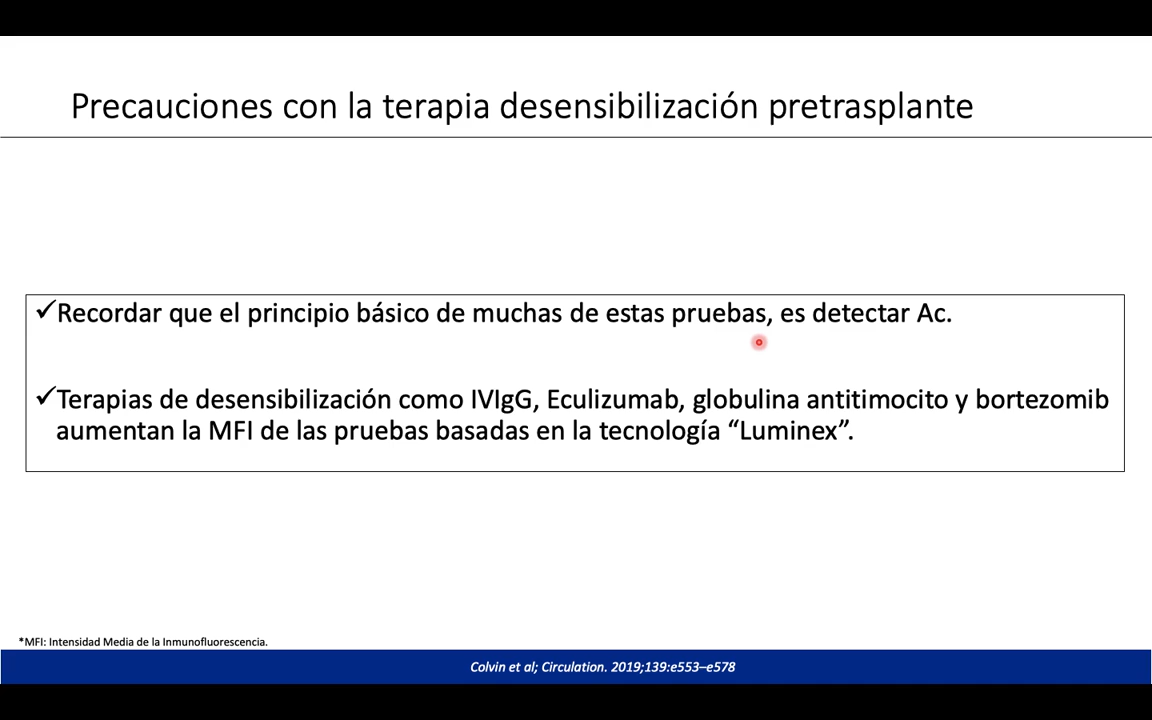 Precauciones con la terapia desensibilización pretrasplante
✓Recordar que el principio básico de muchas de estas pruebas, es detectar Ac.
✓Terapias de desensibilización como IVIgG, Eculizumab, globulina antitimocito y bortezomib
aumentan la MFI de las pruebas basadas en la tecnología “Luminex”.
*MFI: Intensidad Media de la Inmunofluorescencia.
Colvin et al; Circulation. 2019;139:e553–e578